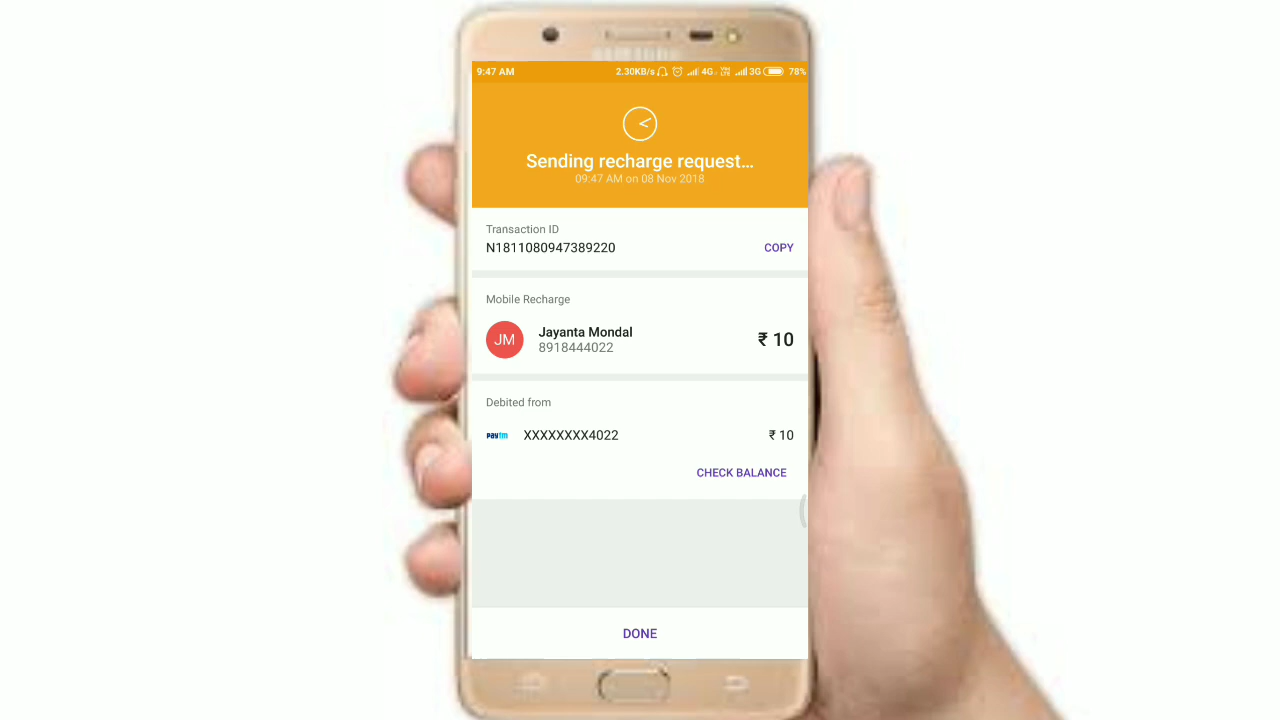 9:47 AM 2.30KB/s 4G 3G 78%
Sending recharge request...
09:47 AM on 08 Nov 2018
Transaction ID
N1811080947389220 COPY
Mobile Recharge
JM Jayanta Mondal ₹ 10
8918444022
Debited from
paytm XXXXXXXX4022 ₹ 10
CHECK BALANCE
DONE